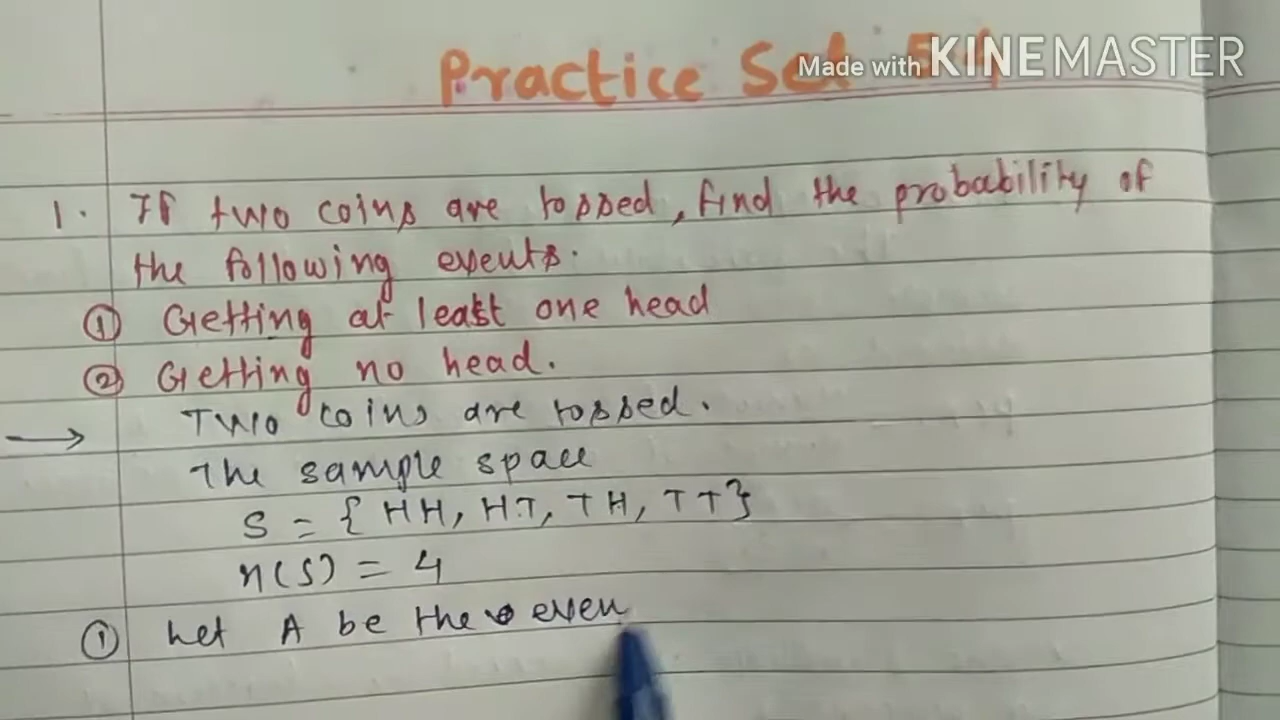 Practice Set
Made with KINEMASTER
1. If two coins are tossed, find the probability of
the following events.
① Getting at least one head
② Getting no head.
→ Two coins are tossed.
The sample space
S = { HH, HT, TH, TT}
n(S) = 4
① Let A be the even